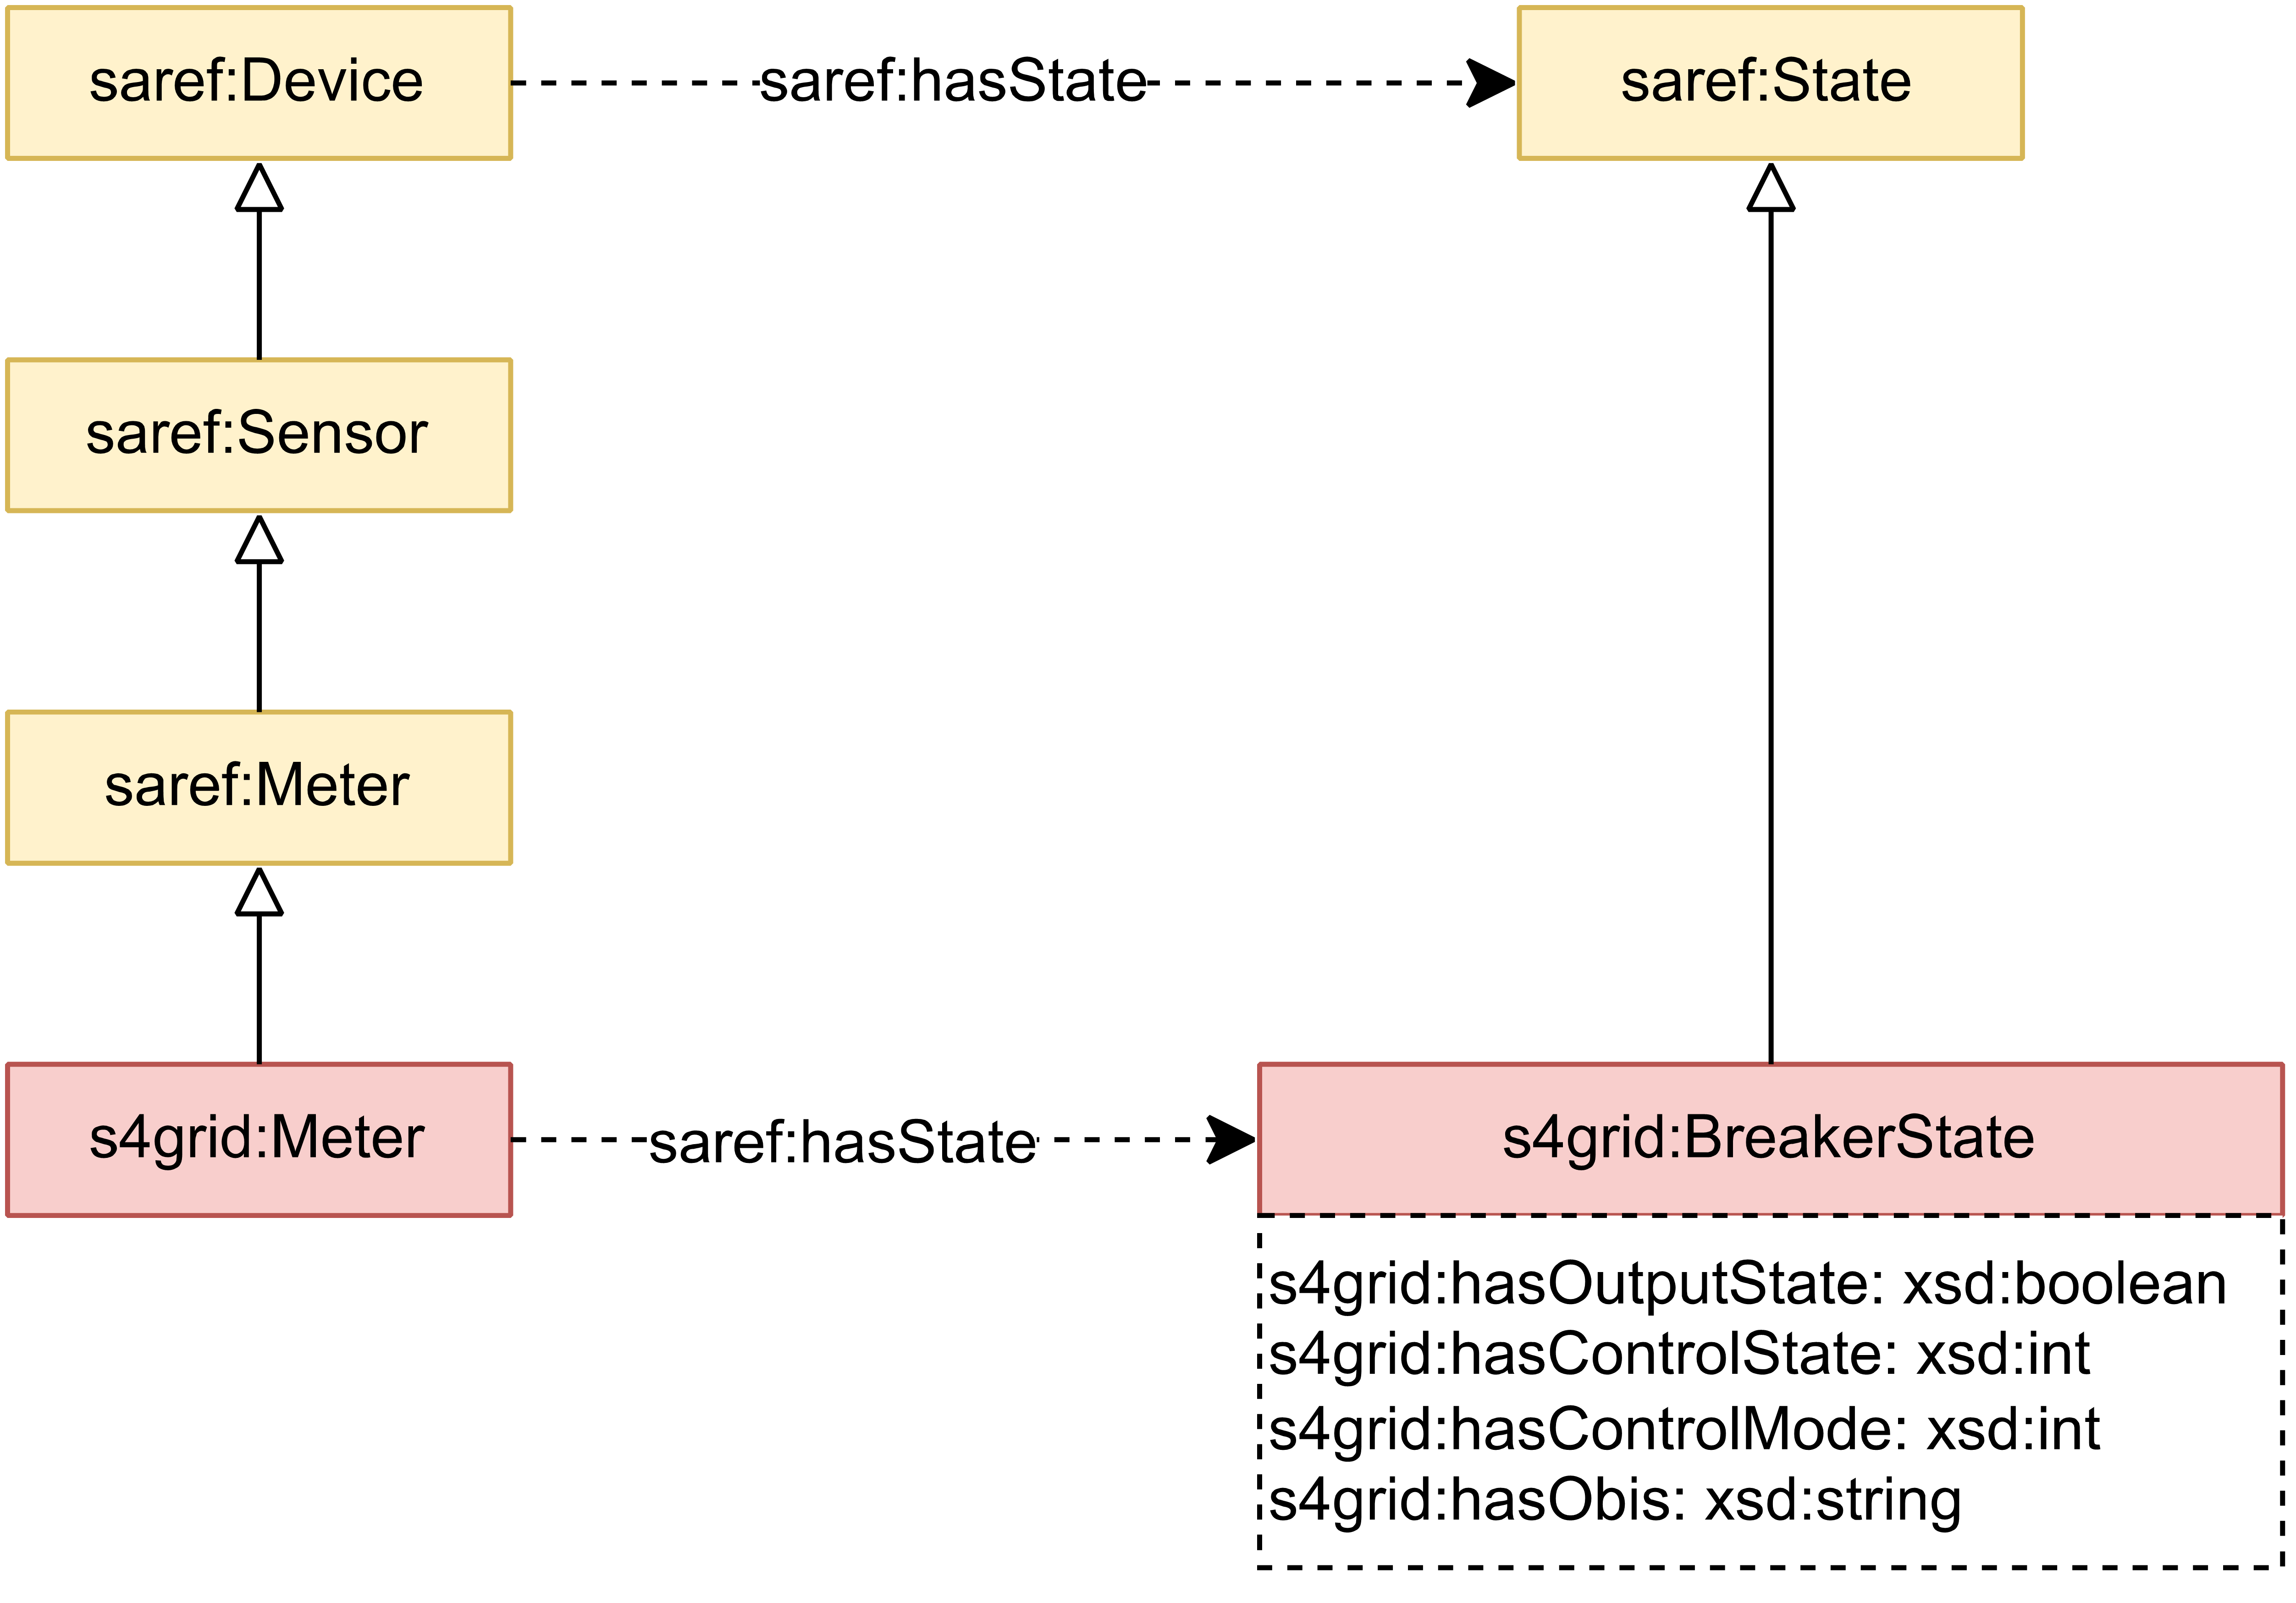 saref:Device
saref:hasState
saref:State
saref:Sensor
saref:Meter
s4grid:Meter
saref:hasState
s4grid:BreakerState
s4grid:hasOutputState: xsd:boolean
s4grid:hasControlState: xsd:int
s4grid:hasControlMode: xsd:int
s4grid:hasObis: xsd:string